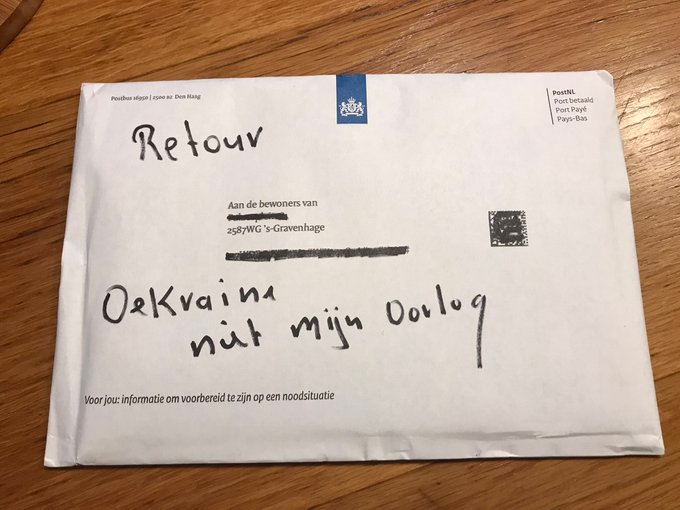 Postbus 16950 | 2500 BZ Den Haag
PostNL
Port betaald
Port Payé
Pays-Bas
Retour
Aan de bewoners van
2587WG 's-Gravenhage
Oekraine
niet mijn oorlog
Voor jou: informatie om voorbereid te zijn op een noodsituatie